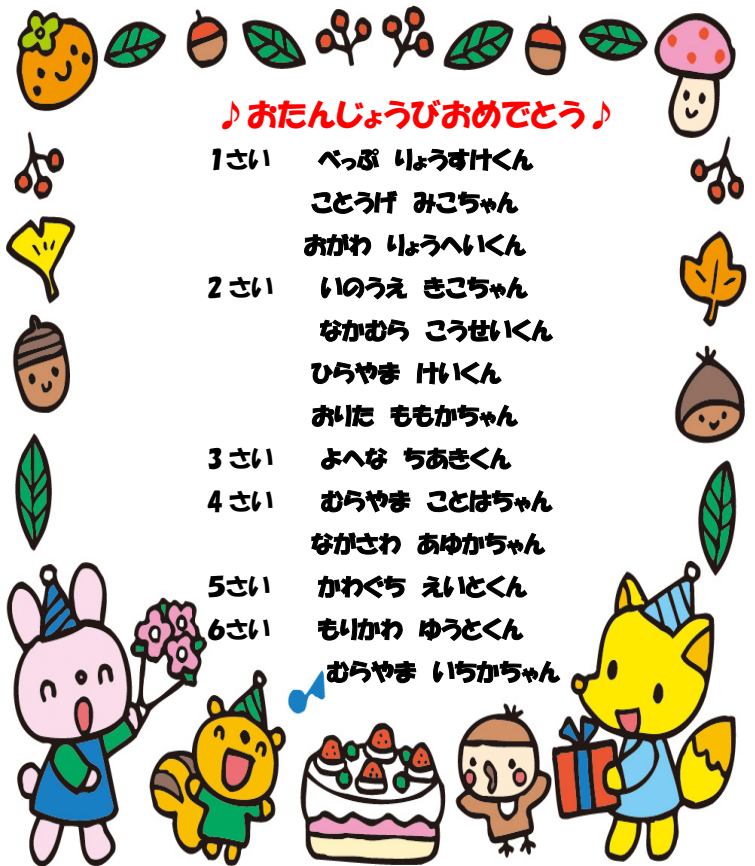 ♪おたんじょうびおめでとう♪
1さい べっぷ りょうすけくん
ことうげ みこちゃん
おがわ りょうへいくん
2さい いのうえ きこちゃん
なかむら こうせいくん
ひらやま けいくん
おりた ももかちゃん
3さい よへな ちあきくん
4さい むらやま ことはちゃん
ながさわ あゆかちゃん
5さい かわぐち えいとくん
6さい もりかわ ゆうとくん
むらやま いちかちゃん